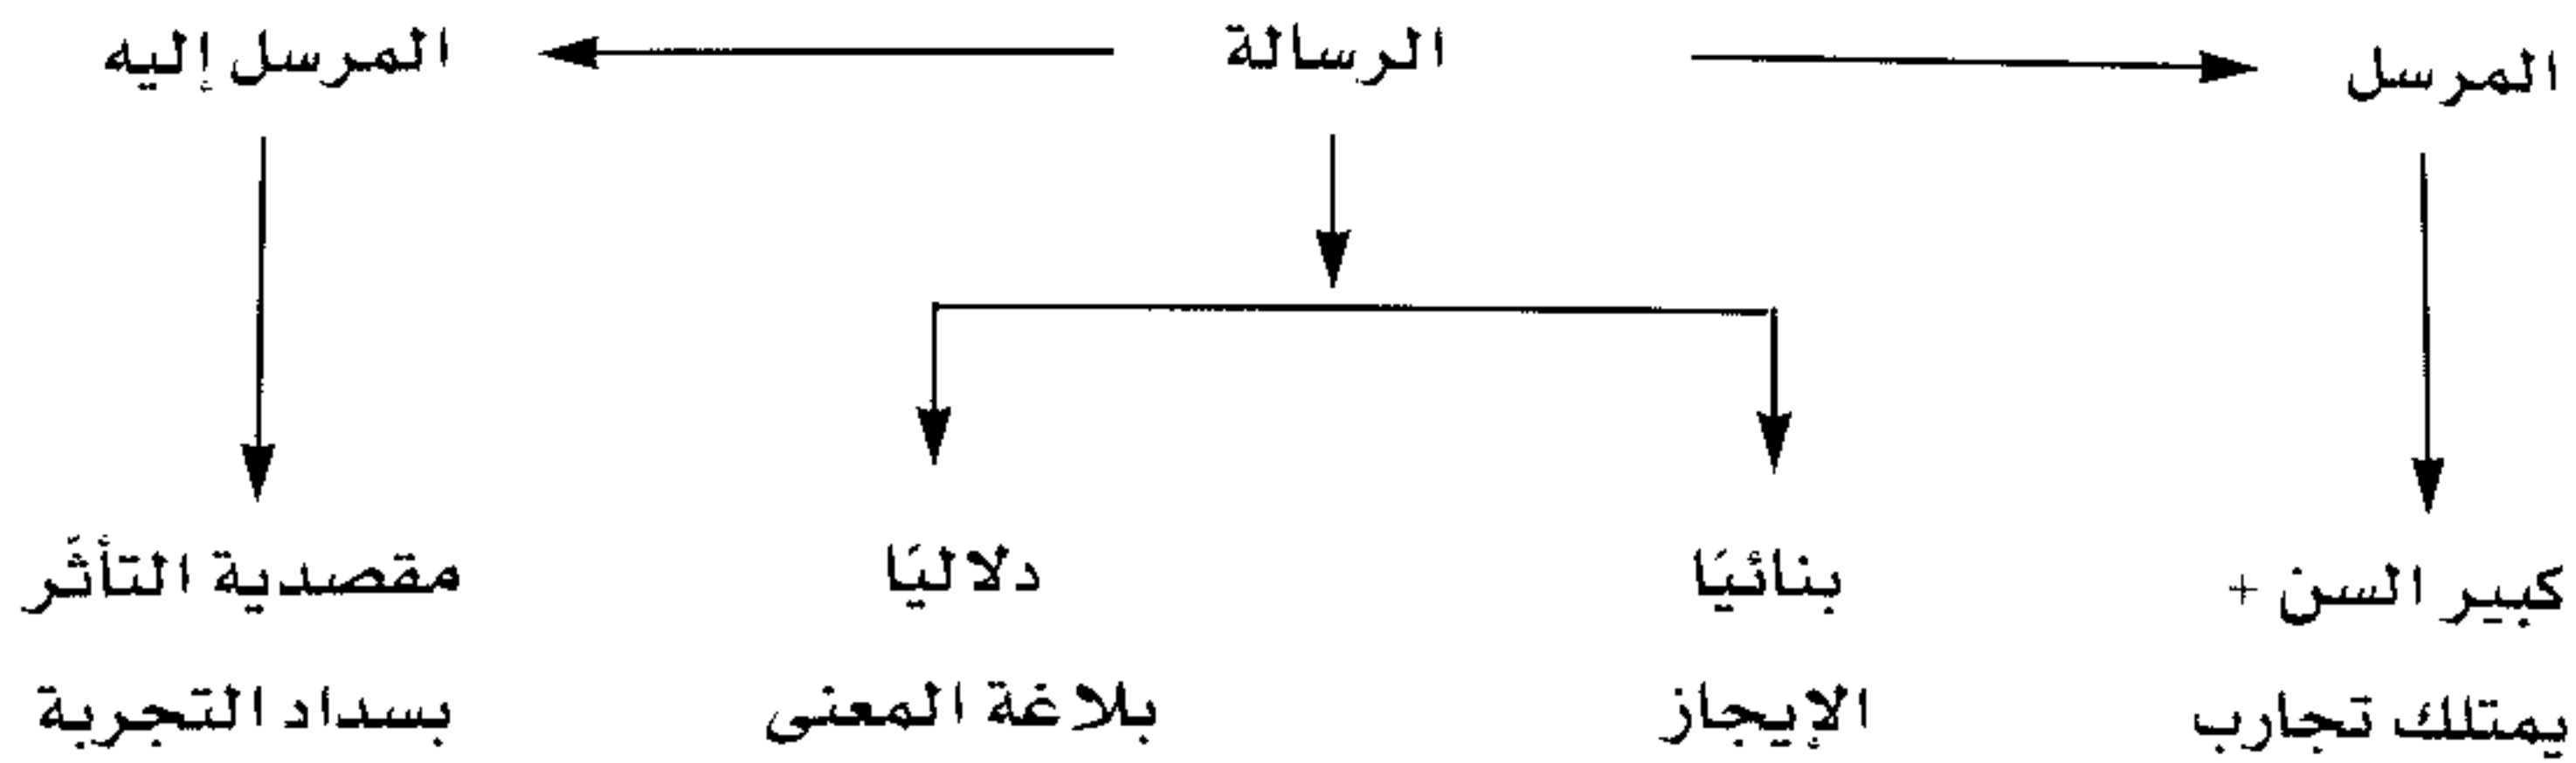 المرسل الرسالة المرسل إليه
كبير السن + بنائيًا دلاليًا مقصدية التأثّر
يمتلك تجارب الإيجاز بلاغة المعنى بسداد التجربة